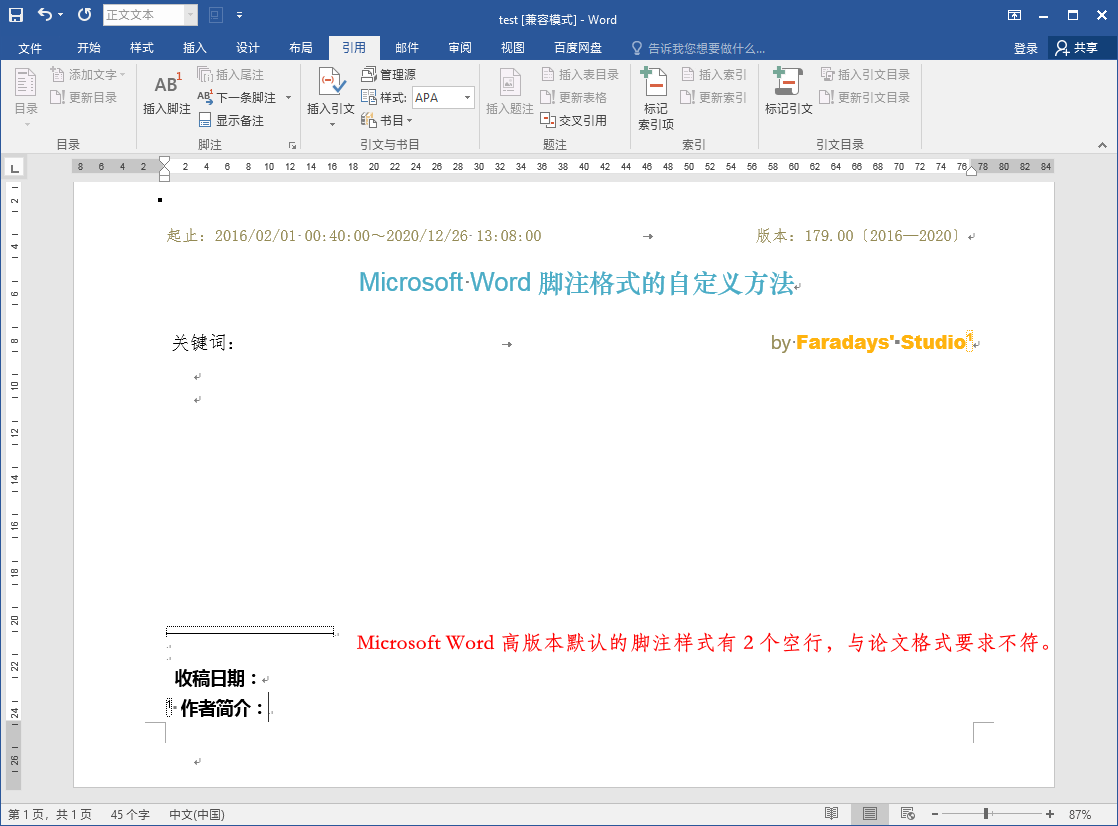 正文文本
test [兼容模式] - Word
文件 开始 样式 插入 设计 布局 引用 邮件 审阅 视图 百度网盘 告诉我您想要做什么... 登录 共享
目录
添加文字
更新目录
目录
AB1
插入脚注
插入尾注
AB1 下一条脚注
显示备注
脚注
插入引文
管理源
样式: APA
书目
引文与书目
插入题注
插入表目录
更新表格
交叉引用
题注
标记
索引项
插入索引
更新索引
索引
标记引文
插入引文目录
更新引文目录
引文目录
L
8 6 4 2 2 4 6 8 10 12 14 16 18 20 22 24 26 28 30 32 34 36 38 40 42 44 46 48 50 52 54 56 58 60 62 64 66 68 70 72 74 76 78 80 82 84
2
4
6
8
10
12
14
16
18
20
22
24
26
起止：2016/02/01·00:40:00～2020/12/26·13:08:00 → 版本：179.00〔2016—2020〕
Microsoft·Word 脚注格式的自定义方法
关键词： → by·Faradays'·Studio1
Microsoft Word 高版本默认的脚注样式有 2 个空行，与论文格式要求不符。
收稿日期：
1·作者简介：
第 1 页，共 1 页 45 个字 中文(中国) 87%